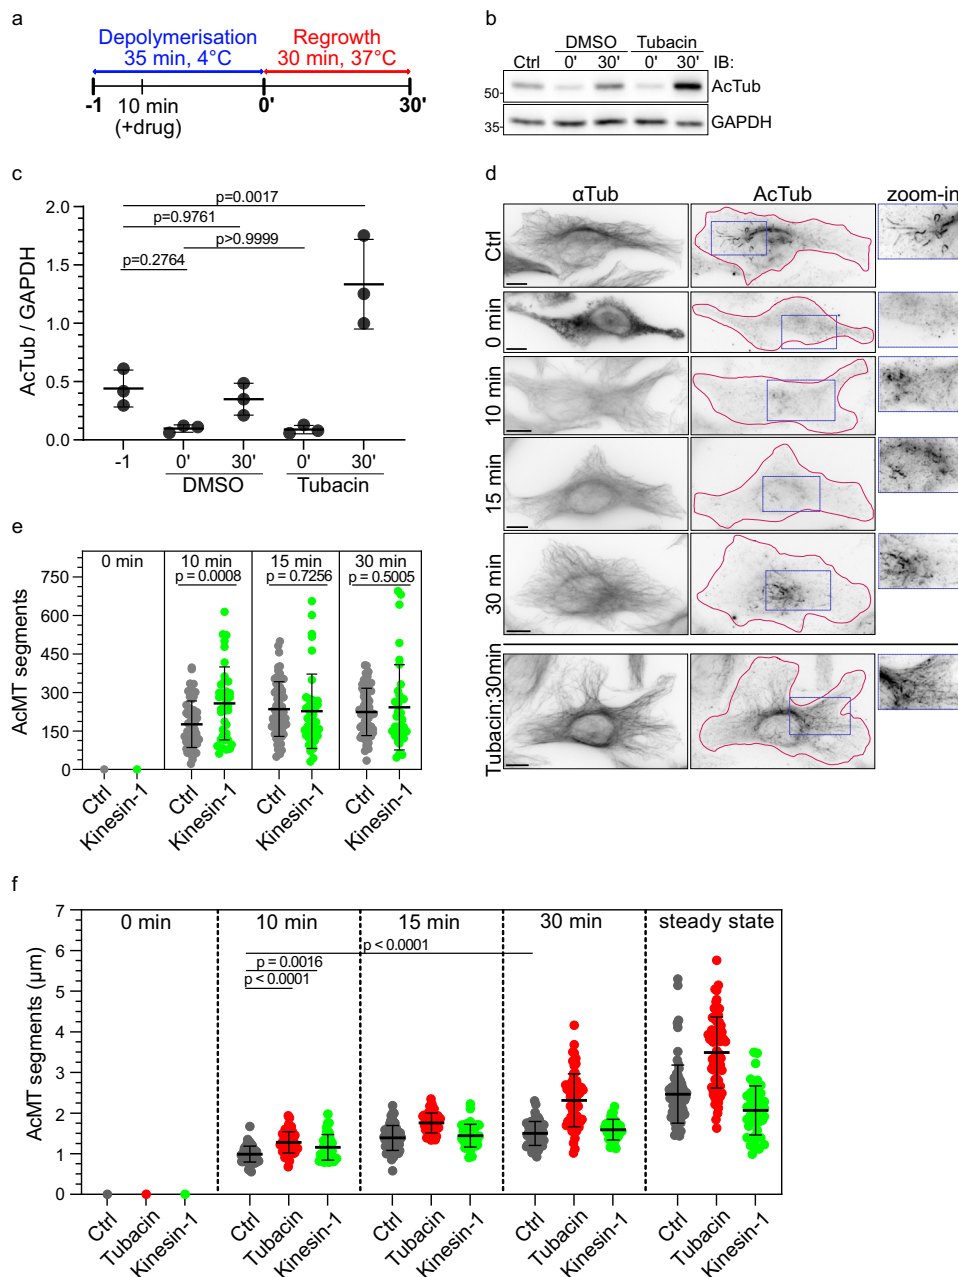 a
Depolymerisation
35 min, 4°C
Regrowth
30 min, 37°C
-1
10 min
(+drug)
0'
30'
b
DMSO
Tubacin
Ctrl
0'
30'
0'
30'
IB:
50
AcTub
35
GAPDH
c
p=0.0017
p=0.9761
p>0.9999
p=0.2764
AcTub / GAPDH
2.0
1.5
1.0
0.5
0.0
-1
0'
30'
0'
30'
DMSO
Tubacin
d
αTub
AcTub
zoom-in
Ctrl
0 min
10 min
15 min
30 min
Tubacin:30min
e
0 min
10 min
15 min
30 min
p = 0.0008
p = 0.7256
p = 0.5005
AcMT segments
750
600
450
300
150
0
Ctrl
Kinesin-1
Ctrl
Kinesin-1
Ctrl
Kinesin-1
Ctrl
Kinesin-1
f
0 min
10 min
15 min
30 min
steady state
p < 0.0001
p = 0.0016
p < 0.0001
AcMT segments (μm)
7
6
5
4
3
2
1
0
Ctrl
Tubacin
Kinesin-1
Ctrl
Tubacin
Kinesin-1
Ctrl
Tubacin
Kinesin-1
Ctrl
Tubacin
Kinesin-1
Ctrl
Tubacin
Kinesin-1